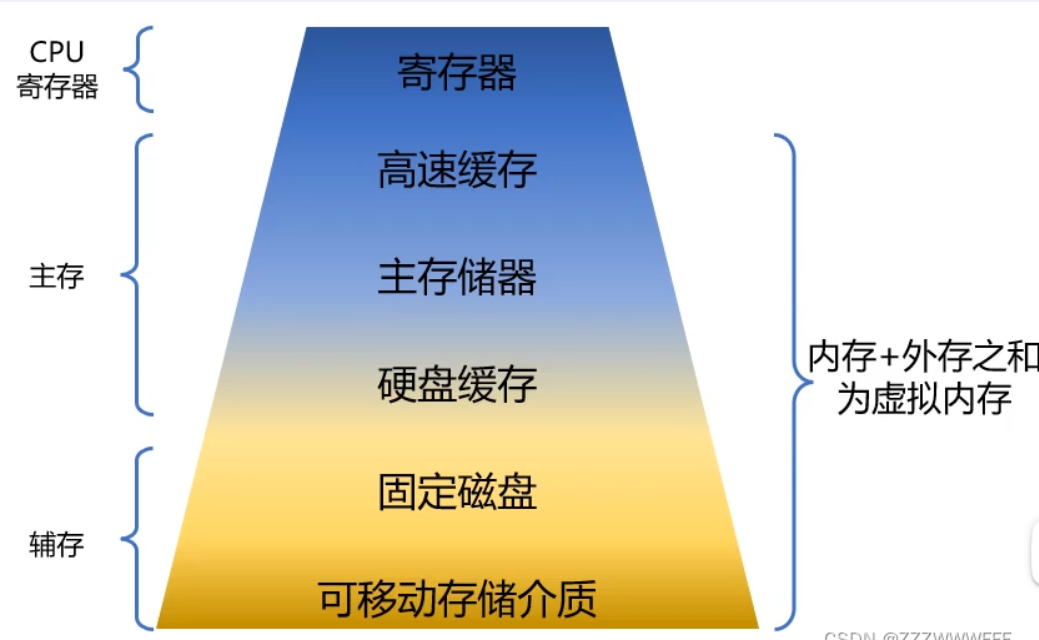 CPU
寄存器
寄存器
高速缓存
主存
主存储器
内存+外存之和
为虚拟内存
硬盘缓存
固定磁盘
辅存
可移动存储介质
CSDN @ZZZWWWFFF